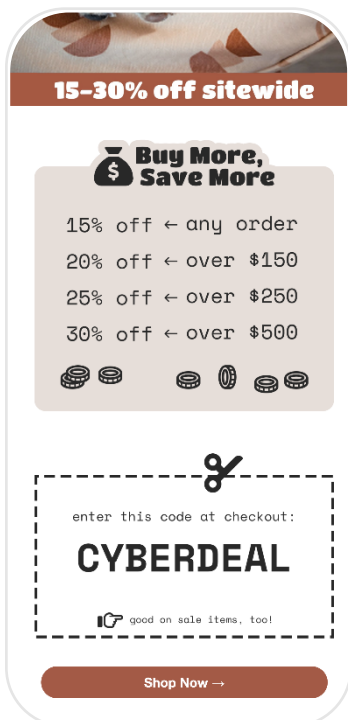 15–30% off sitewide
Buy More,
$ Save More
15% off ← any order
20% off ← over $150
25% off ← over $250
30% off ← over $500
enter this code at checkout:
CYBERDEAL
good on sale items, too!
Shop Now →